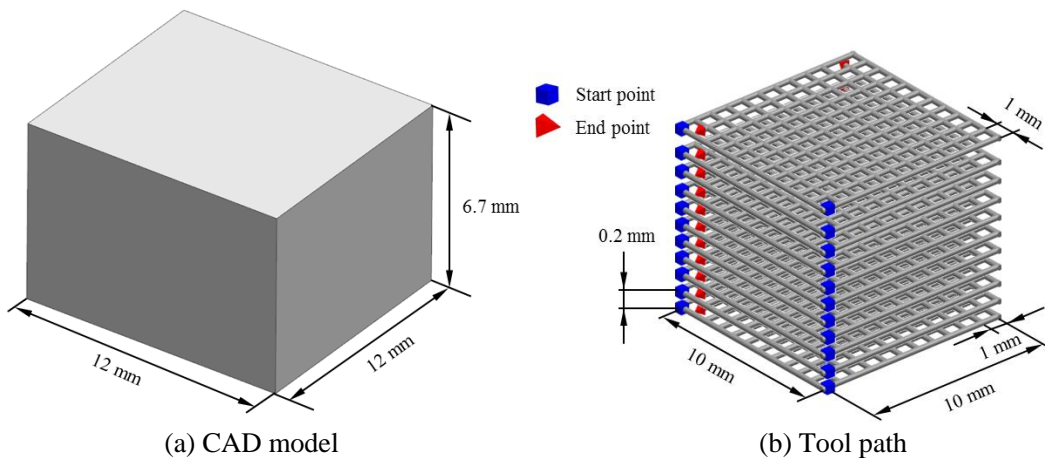 6.7 mm
12 mm
12 mm
(a) CAD model
Start point
End point
1 mm
0.2 mm
10 mm
1 mm
10 mm
(b) Tool path